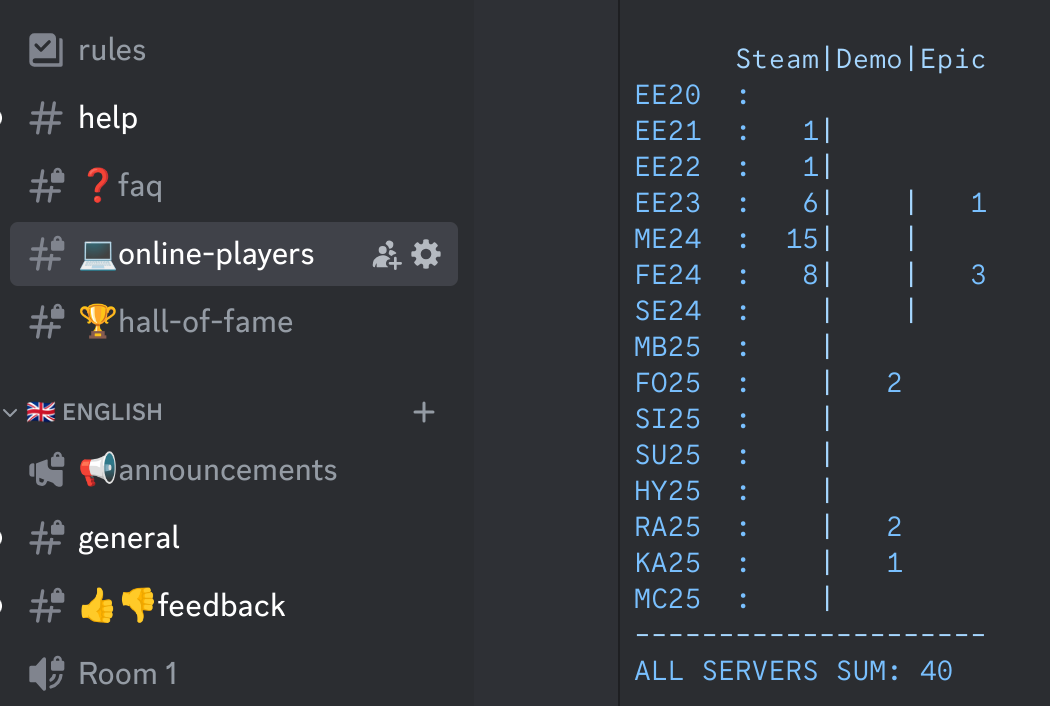 rules
help
❓faq
💻online-players
🏆hall-of-fame
🇬🇧 ENGLISH
📢announcements
general
👍👎feedback
Room 1
Steam|Demo|Epic
EE20  :
EE21  :   1|
EE22  :   1|
EE23  :   6|    |   1
ME24  :  15|    |
FE24  :   8|    |   3
SE24  :    |    |
MB25  :    |
FO25  :    |   2
SI25  :    |
SU25  :    |
HY25  :    |
RA25  :    |   2
KA25  :    |   1
MC25  :    |
---------------------
ALL SERVERS SUM: 40